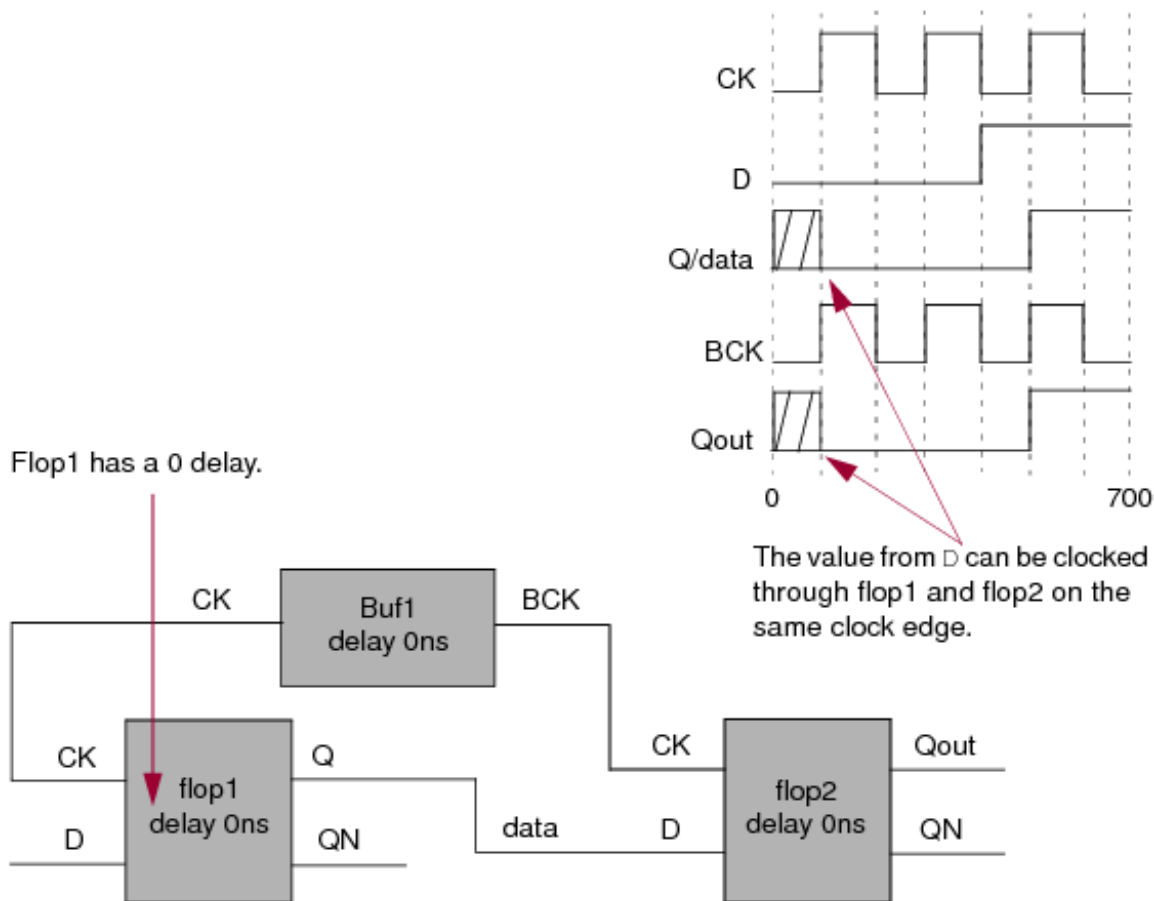 CK
D
Q/data
BCK
Qout
0 700
The value from D can be clocked
through flop1 and flop2 on the
same clock edge.
Flop1 has a 0 delay.
CK
Buf1
delay 0ns
BCK
CK
D
flop1
delay 0ns
Q
QN
data
CK
D
flop2
delay 0ns
Qout
QN